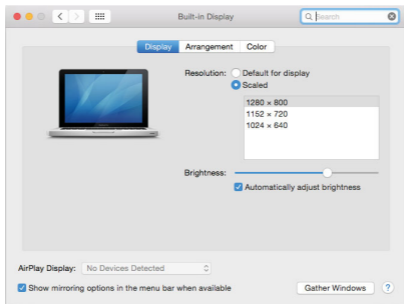 Built-in Display
Search
Display Arrangement Color
Resolution: Default for display
Scaled
1280 × 800
1152 × 720
1024 × 640
Brightness:
Automatically adjust brightness
AirPlay Display: No Devices Detected
Show mirroring options in the menu bar when available
Gather Windows ?